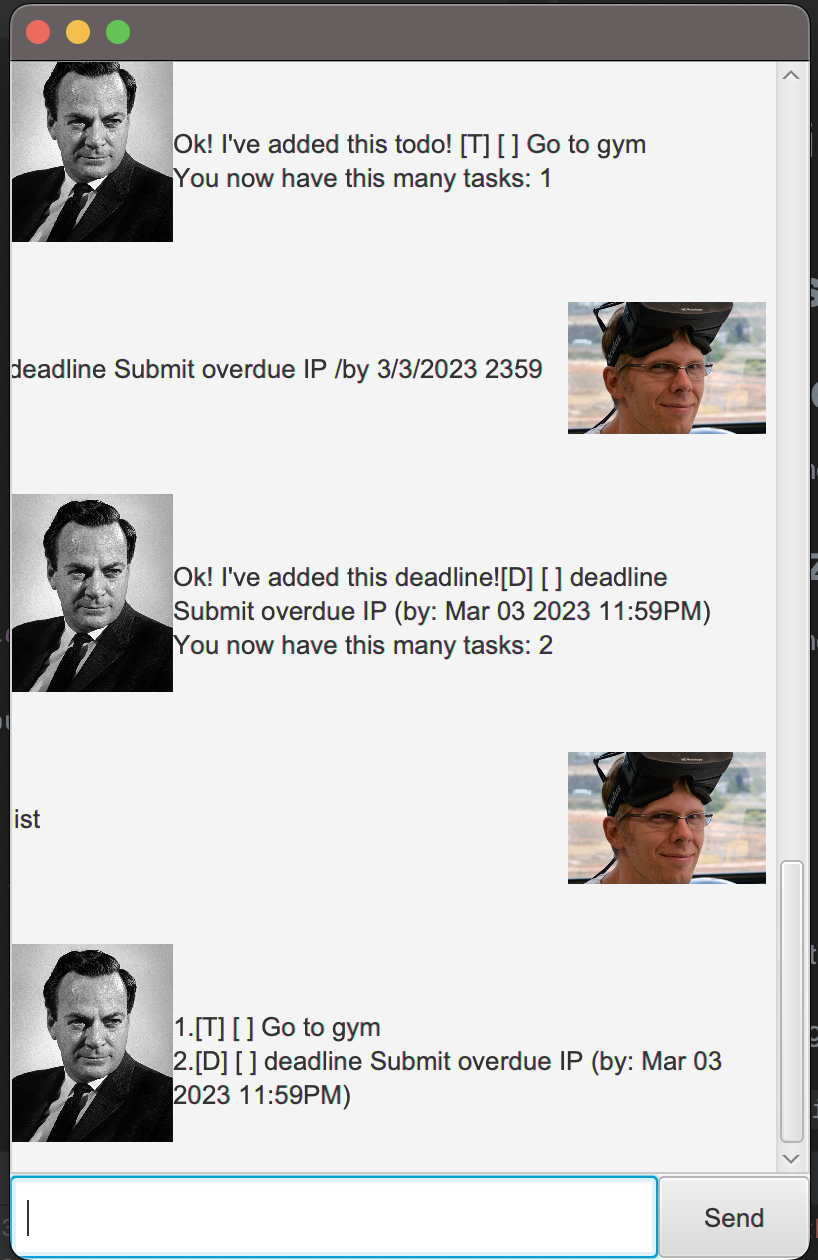 Ok! I've added this todo! [T] [ ] Go to gym
You now have this many tasks: 1
deadline Submit overdue IP /by 3/3/2023 2359
Ok! I've added this deadline![D] [ ] deadline
Submit overdue IP (by: Mar 03 2023 11:59PM)
You now have this many tasks: 2
ist
1.[T] [ ] Go to gym
2.[D] [ ] deadline Submit overdue IP (by: Mar 03
2023 11:59PM)
Send